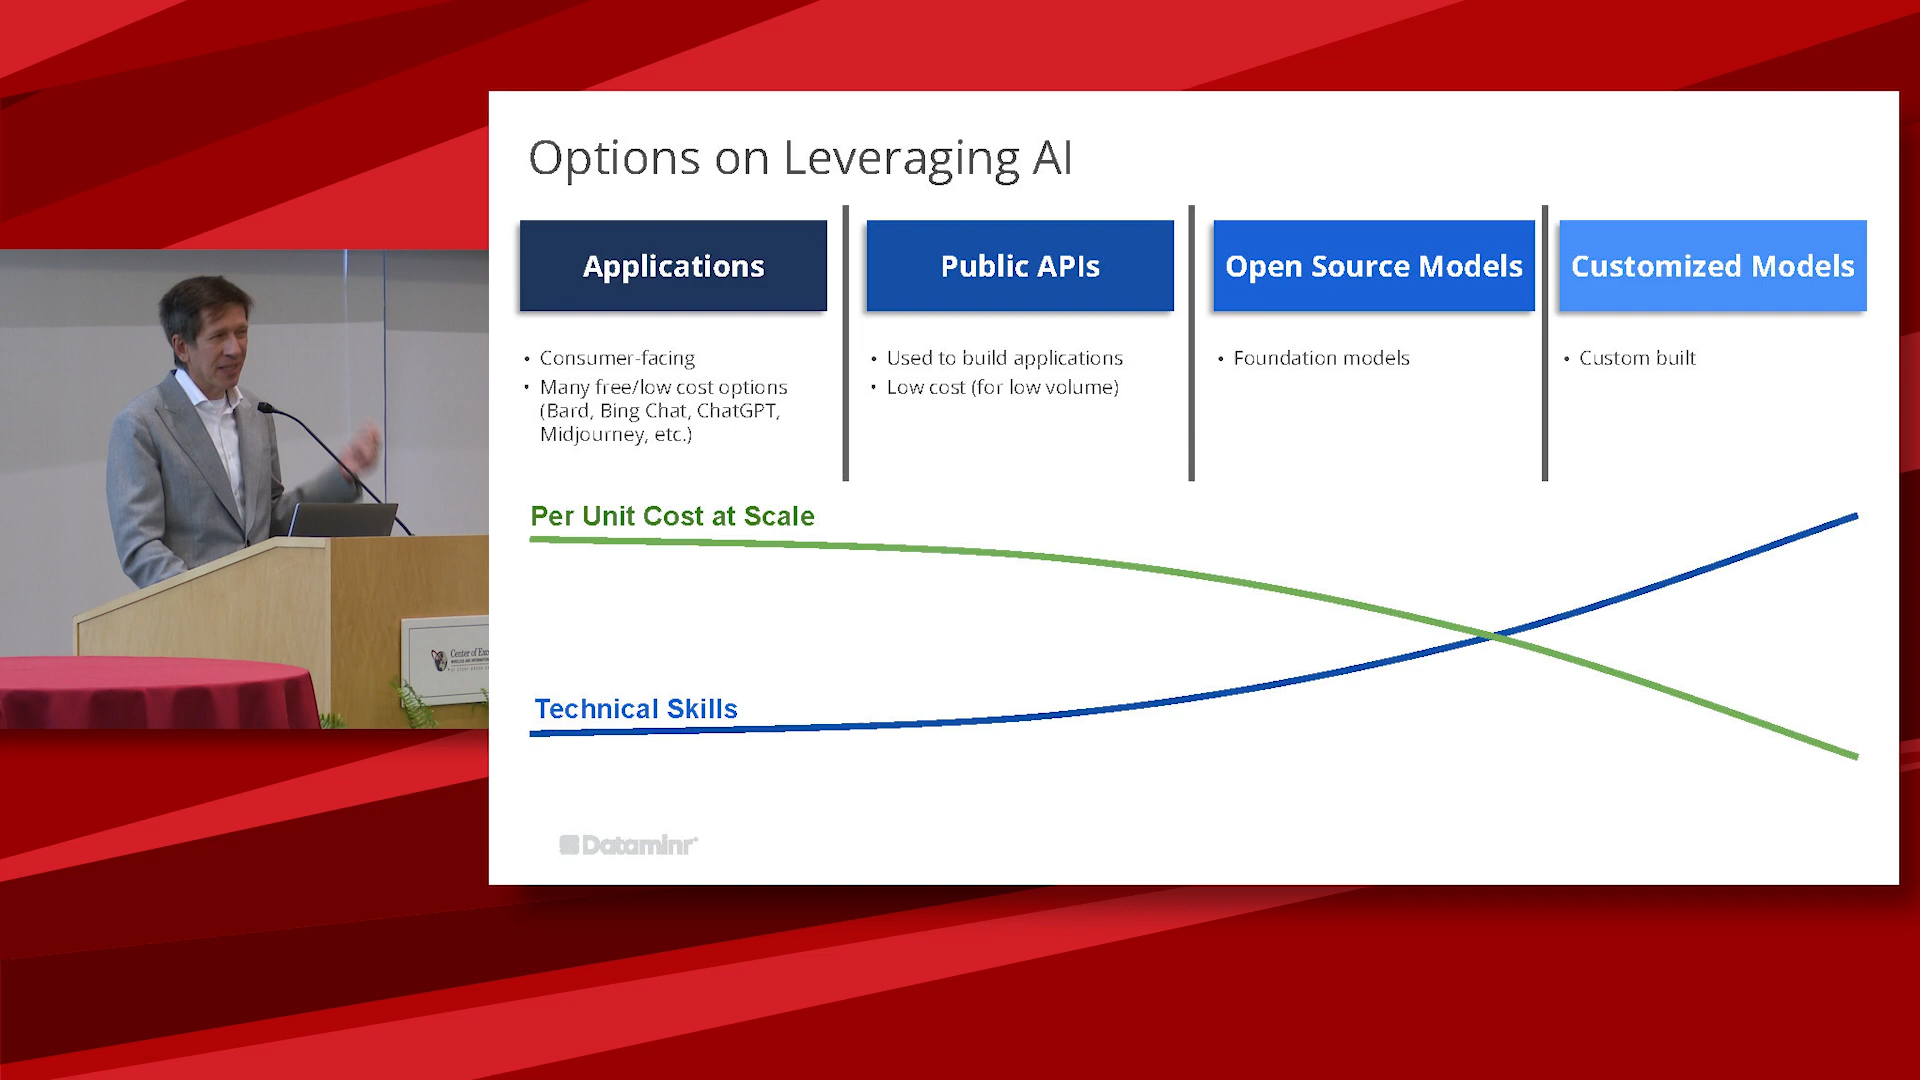 Options on Leveraging AI
Applications
Public APIs
Open Source Models
Customized Models
• Consumer-facing
• Many free/low cost options
(Bard, Bing Chat, ChatGPT,
Midjourney, etc.)
• Used to build applications
• Low cost (for low volume)
• Foundation models
• Custom built
Per Unit Cost at Scale
Technical Skills
Dataminr
Center of